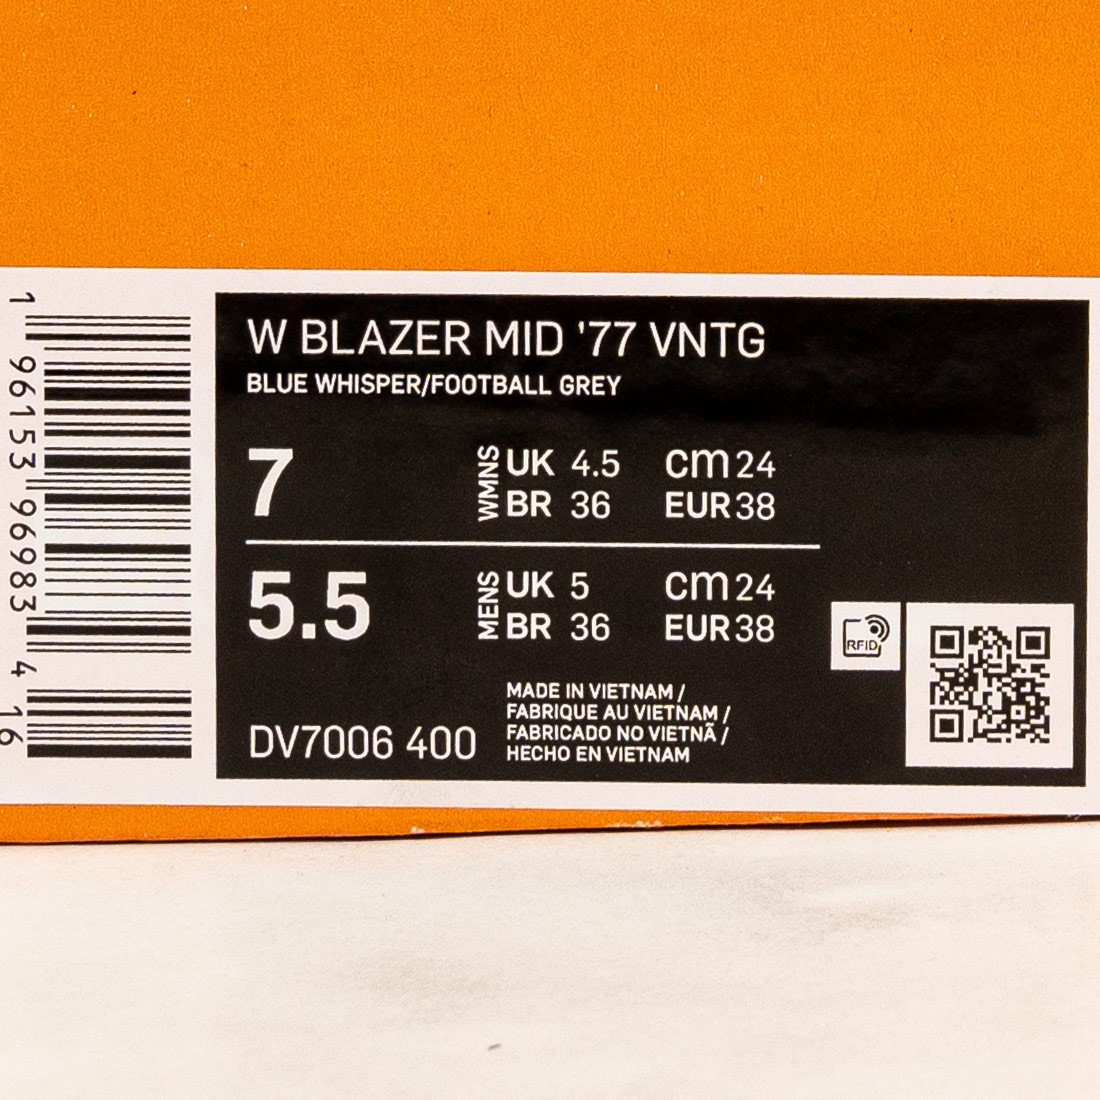 W BLAZER MID '77 VNTG
BLUE WHISPER/FOOTBALL GREY
7
WMNS
UK 4.5 cm 24
BR 36 EUR 38
5.5
MENS
UK 5 cm 24
BR 36 EUR 38
MADE IN VIETNAM /
FABRIQUE AU VIETNAM /
FABRICADO NO VIETNÃ /
HECHO EN VIETNAM
DV7006 400
RFID
1 96153 96983 4 16